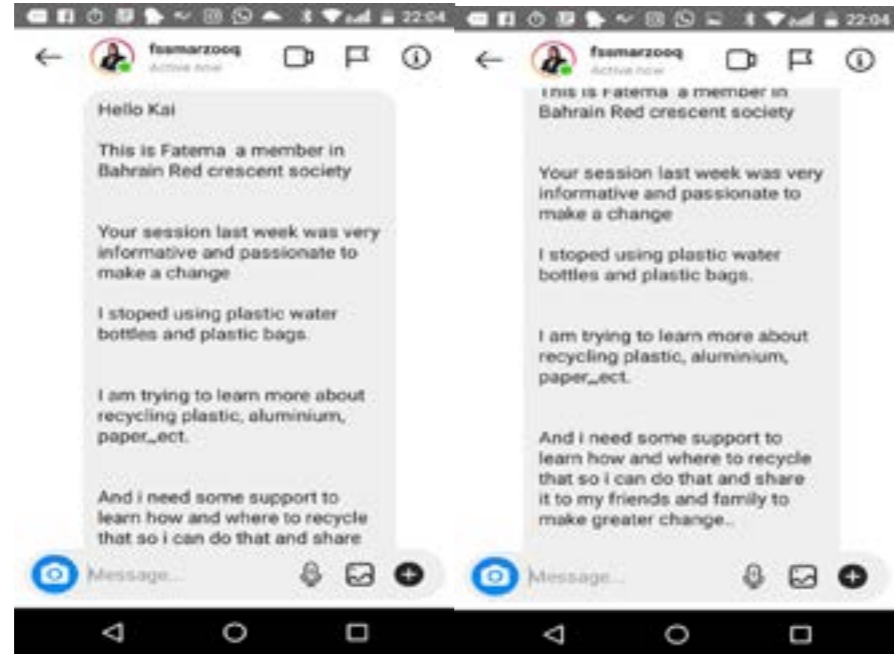 22:04
fssmarzooq
Active now
Hello Kai
This is Fatema a member in
Bahrain Red crescent society
Your session last week was very
informative and passionate to
make a change
I stoped using plastic water
bottles and plastic bags.
I am trying to learn more about
recycling plastic, aluminium,
paper,,ect.
And i need some support to
learn how and where to recycle
that so i can do that and share
Message...
22:04
fssmarzooq
Active now
This is Fatema a member in
Bahrain Red crescent society
Your session last week was very
informative and passionate to
make a change
I stoped using plastic water
bottles and plastic bags.
I am trying to learn more about
recycling plastic, aluminium,
paper,,ect.
And i need some support to
learn how and where to recycle
that so i can do that and share
it to my friends and family to
make greater change..
Message...